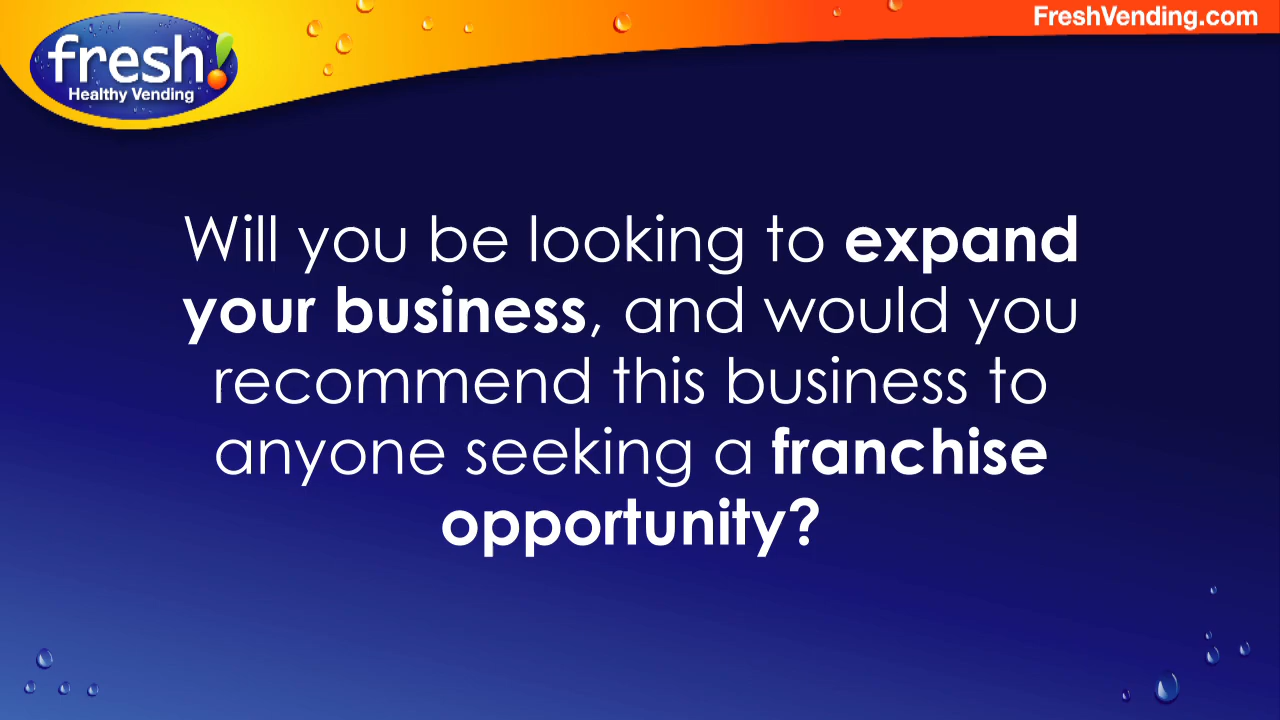 fresh!
Healthy Vending
FreshVending.com
Will you be looking to expand
your business, and would you
recommend this business to
anyone seeking a franchise
opportunity?